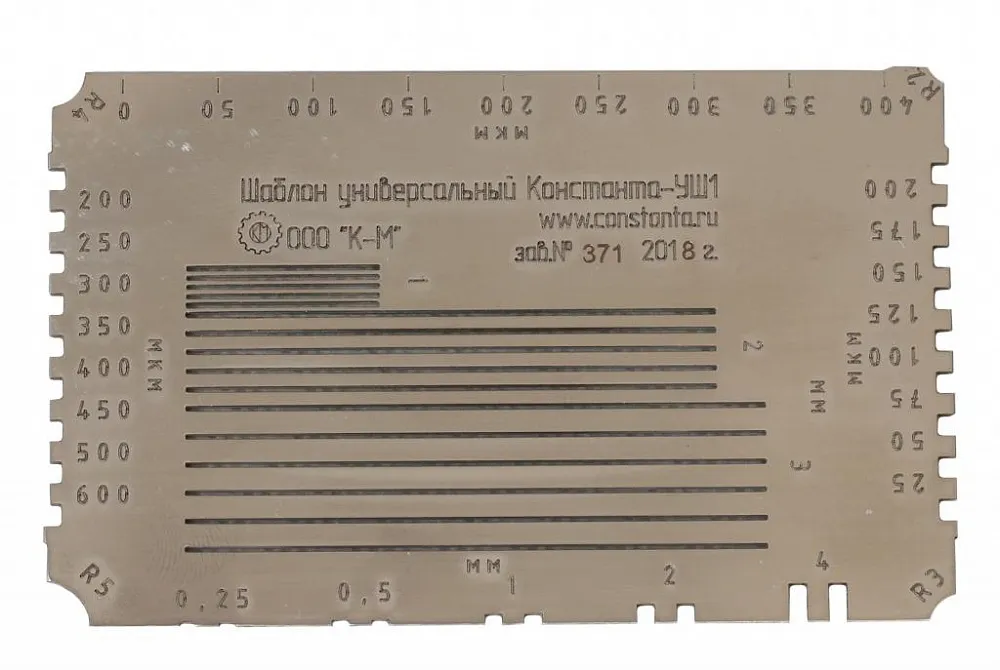 R4 0 50 100 150 200 250 300 350 400 R2
МКМ
Шаблон универсальный Константа-УШ1
www.constanta.ru
ООО "К-М"
зав.№ 371 2018 г.
200 200
250 175
300 1 150
350 125
МКМ 2 МКМ
400 100
ММ
450 75
500 3 50
600 25
R5 ММ R3
0,25 0,5 1 2 4